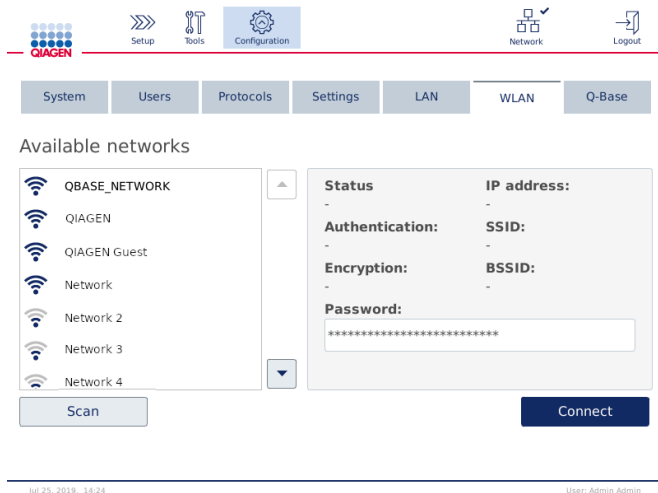 QIAGEN
Setup
Tools
Configuration
Network
Logout
System Users Protocols Settings LAN WLAN Q-Base
Available networks
QBASE_NETWORK
QIAGEN
QIAGEN Guest
Network
Network 2
Network 3
Network 4
Status
-
IP address:
-
Authentication:
-
SSID:
-
Encryption:
-
BSSID:
-
Password:
**************************
Scan
Connect
Jul 25, 2019, 14:24
User: Admin Admin